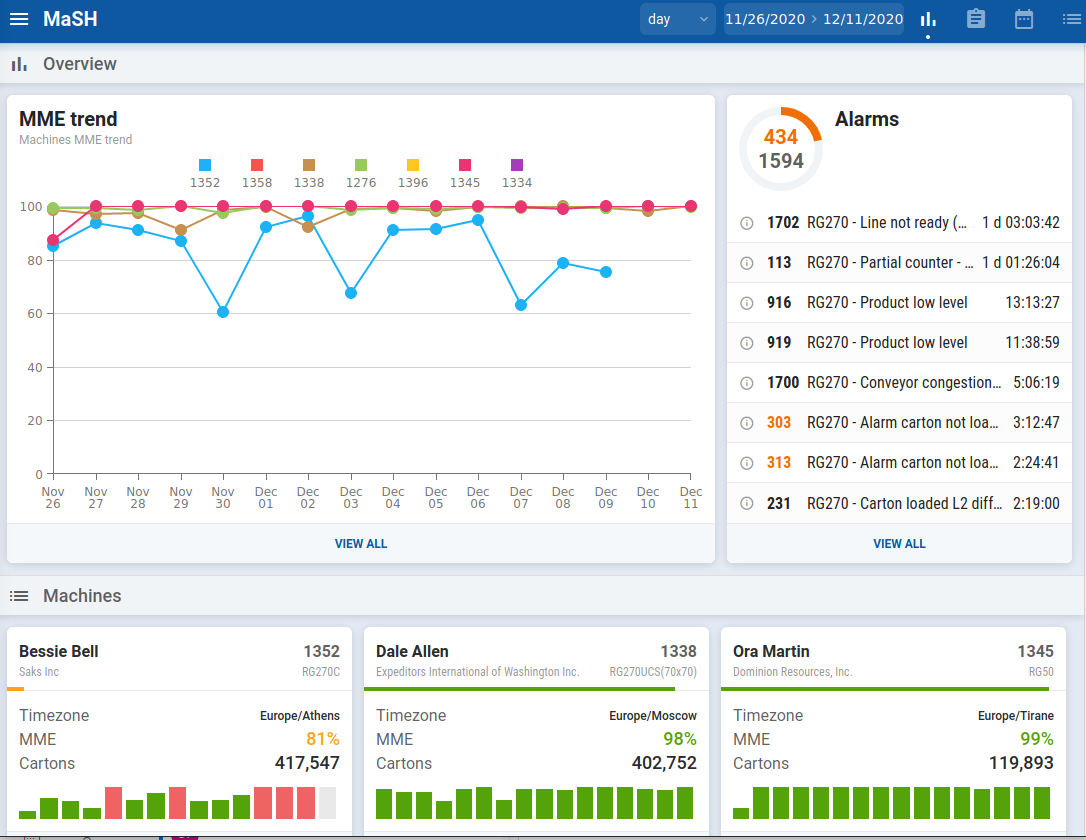 MaSH
day
11/26/2020 > 12/11/2020
Overview
MME trend
Machines MME trend
1352 1358 1338 1276 1396 1345 1334
100
80
60
40
20
0
Nov 26 Nov 27 Nov 28 Nov 29 Nov 30 Dec 01 Dec 02 Dec 03 Dec 04 Dec 05 Dec 06 Dec 07 Dec 08 Dec 09 Dec 10 Dec 11
VIEW ALL
434
1594
Alarms
1702 RG270 - Line not ready (... 1 d 03:03:42
113 RG270 - Partial counter - ... 1 d 01:26:04
916 RG270 - Product low level 13:13:27
919 RG270 - Product low level 11:38:59
1700 RG270 - Conveyor congestion... 5:06:19
303 RG270 - Alarm carton not loa... 3:12:47
313 RG270 - Alarm carton not loa... 2:24:41
231 RG270 - Carton loaded L2 diff... 2:19:00
VIEW ALL
Machines
Bessie Bell 1352
Saks Inc RG270C
Timezone Europe/Athens
MME 81%
Cartons 417,547
Dale Allen 1338
Expeditors International of Washington Inc. RG270UCS(70x70)
Timezone Europe/Moscow
MME 98%
Cartons 402,752
Ora Martin 1345
Dominion Resources, Inc. RG50
Timezone Europe/Tirane
MME 99%
Cartons 119,893